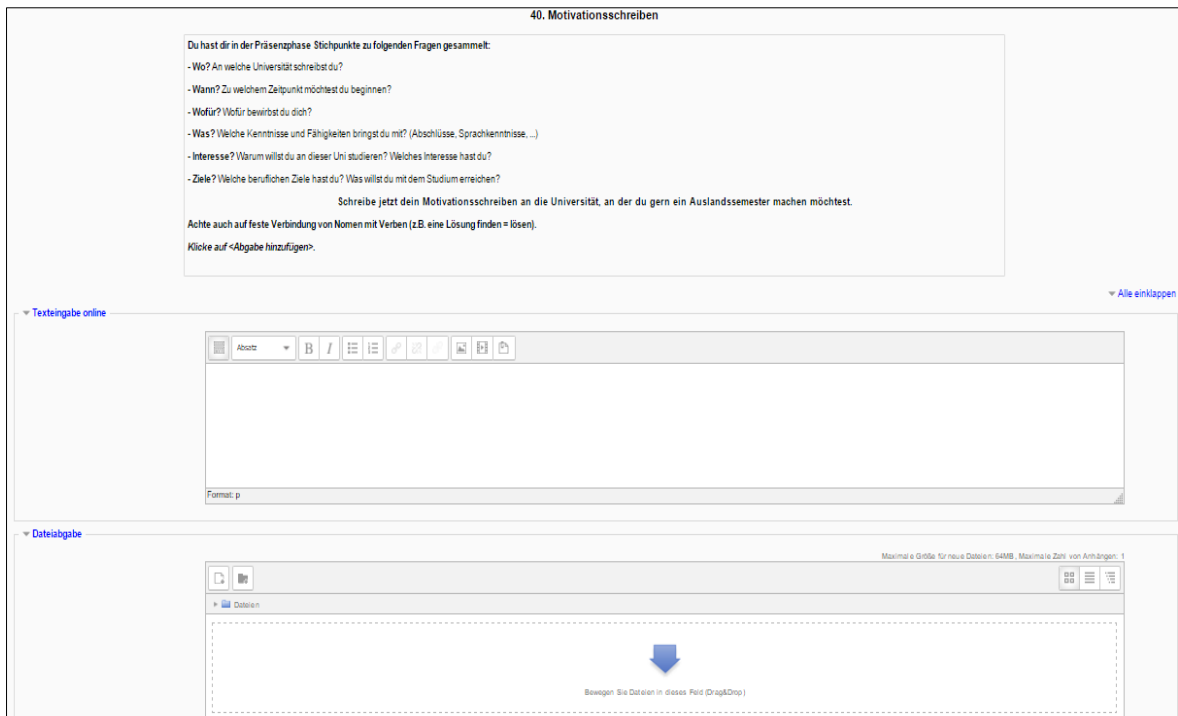 40. Motivationsschreiben
Du hast dir in der Präsenzphase Stichpunkte zu folgenden Fragen gesammelt:
- Wo? An welche Universität schreibst du?
- Wann? Zu welchem Zeitpunkt möchtest du beginnen?
- Wofür? Wofür bewirbst du dich?
- Was? Welche Kenntnisse und Fähigkeiten bringst du mit? (Abschlüsse, Sprachkenntnisse, ...)
- Interesse? Warum willst du an dieser Uni studieren? Welches Interesse hast du?
- Ziele? Welche beruflichen Ziele hast du? Was willst du mit dem Studium erreichen?
Schreibe jetzt dein Motivationsschreiben an die Universität, an der du gern ein Auslandssemester machen möchtest.
Achte auch auf feste Verbindung von Nomen mit Verben (z.B. eine Lösung finden = lösen).
Klicke auf <Abgabe hinzufügen>.
Alle einklappen
Texteingabe online
Absatz B I
Format: p
Dateiabgabe
Maximale Größe für neue Dateien: 64MB, Maximale Zahl von Anhängen: 1
Dateien
Bewegen Sie Dateien in dieses Feld (Drag&Drop)